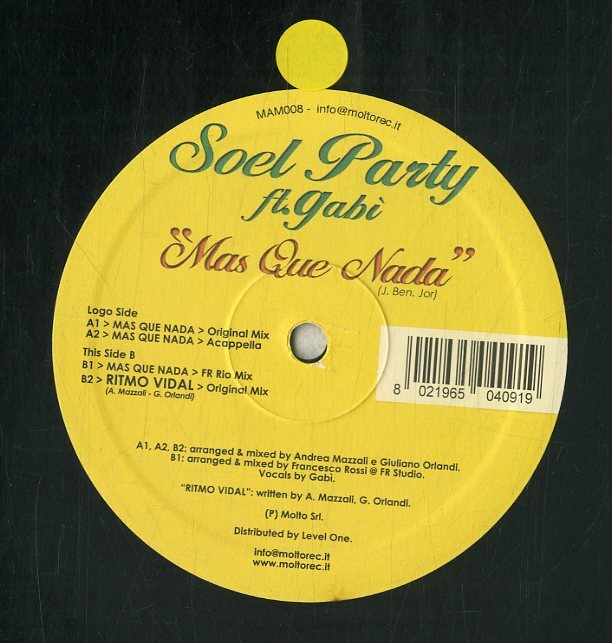 MAM008 - info@moltorec.it
Soel Party
ft. gabì
"Mas Que Nada"
(J. Ben. Jor)
Logo Side
A1 > MAS QUE NADA > Original Mix
A2 > MAS QUE NADA > Acappella
This Side B
B1 > MAS QUE NADA > FR Rio Mix
B2 > RITMO VIDAL > Original Mix
(A. Mazzali - G. Orlandi)
8 021965 040919
A1, A2, B2: arranged & mixed by Andrea Mazzali e Giuliano Orlandi.
B1: arranged & mixed by Francesco Rossi @ FR Studio.
Vocals by Gabì.
"RITMO VIDAL": written by A. Mazzali, G. Orlandi.
(P) Molto Srl.
Distributed by Level One.
info@moltorec.it
www.moltorec.it